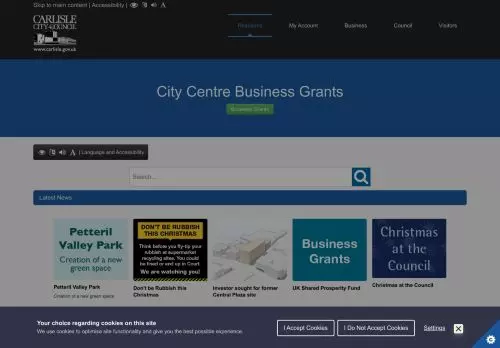 Skip to main content | Accessibility |
CARLISLE
CITY COUNCIL
www.carlisle.gov.uk
Residents
My Account
Business
Council
Visitors
City Centre Business Grants
Business Grants
| Language and Accessibility
Search...
Latest News
Petteril
Valley Park
Creation of a new
green space
DON'T BE RUBBISH
THIS CHRISTMAS
Think before you fly-tip your
rubbish at supermarket
recycling sites. You could
be fined or end up in Court
We are watching you!
Business
Grants
Christmas
at the
Council
Petteril Valley Park
Creation of a new green space
Don't be Rubbish this
Christmas
Investor sought for former
Central Plaza site
UK Shared Prosperity Fund
Christmas at the Council
Your choice regarding cookies on this site
We use cookies to optimise site functionality and give you the best possible experience.
I Accept Cookies
I Do Not Accept Cookies
Settings